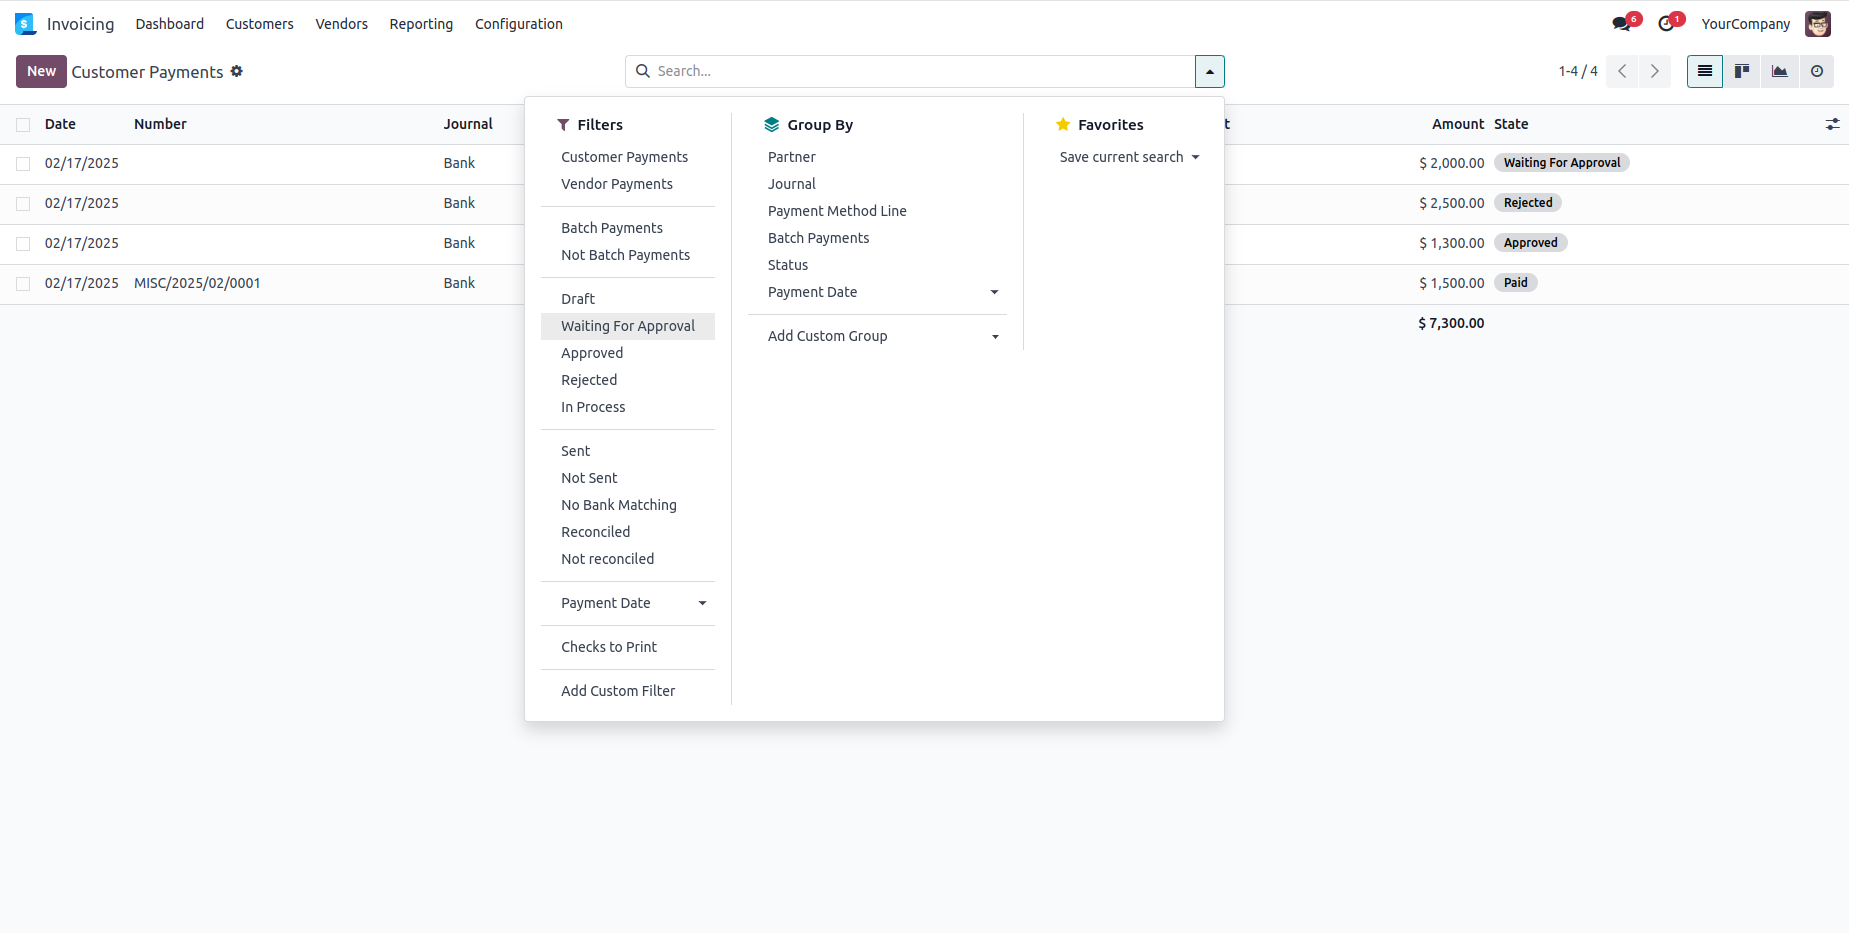 Invoicing Dashboard Customers Vendors Reporting Configuration 6 1 YourCompany
New Customer Payments Search... 1-4 / 4
Date Number Journal t Amount State
02/17/2025 Bank $ 2,000.00 Waiting For Approval
02/17/2025 Bank $ 2,500.00 Rejected
02/17/2025 Bank $ 1,300.00 Approved
02/17/2025 MISC/2025/02/0001 Bank $ 1,500.00 Paid
$ 7,300.00
Filters
Customer Payments
Vendor Payments
Batch Payments
Not Batch Payments
Draft
Waiting For Approval
Approved
Rejected
In Process
Sent
Not Sent
No Bank Matching
Reconciled
Not reconciled
Payment Date
Checks to Print
Add Custom Filter
Group By
Partner
Journal
Payment Method Line
Batch Payments
Status
Payment Date
Add Custom Group
Favorites
Save current search